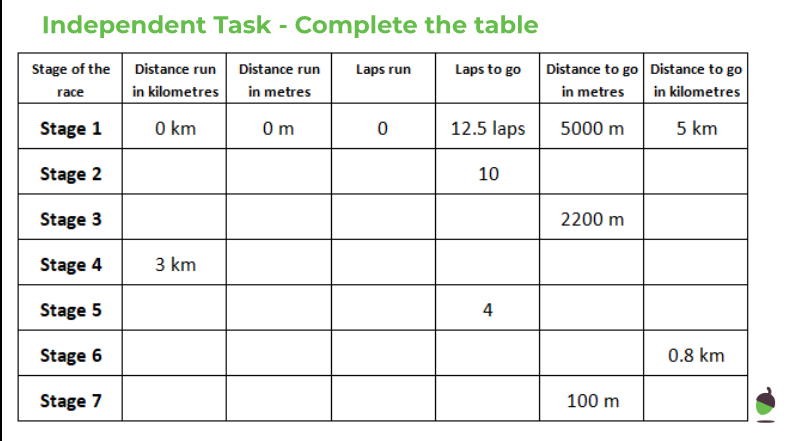 Independent Task - Complete the table
Stage of the race | Distance run in kilometres | Distance run in metres | Laps run | Laps to go | Distance to go in metres | Distance to go in kilometres
Stage 1 | 0 km | 0 m | 0 | 12.5 laps | 5000 m | 5 km
Stage 2 | | | | 10 | |
Stage 3 | | | | | 2200 m |
Stage 4 | 3 km | | | | |
Stage 5 | | | | 4 | |
Stage 6 | | | | | | 0.8 km
Stage 7 | | | | | 100 m |